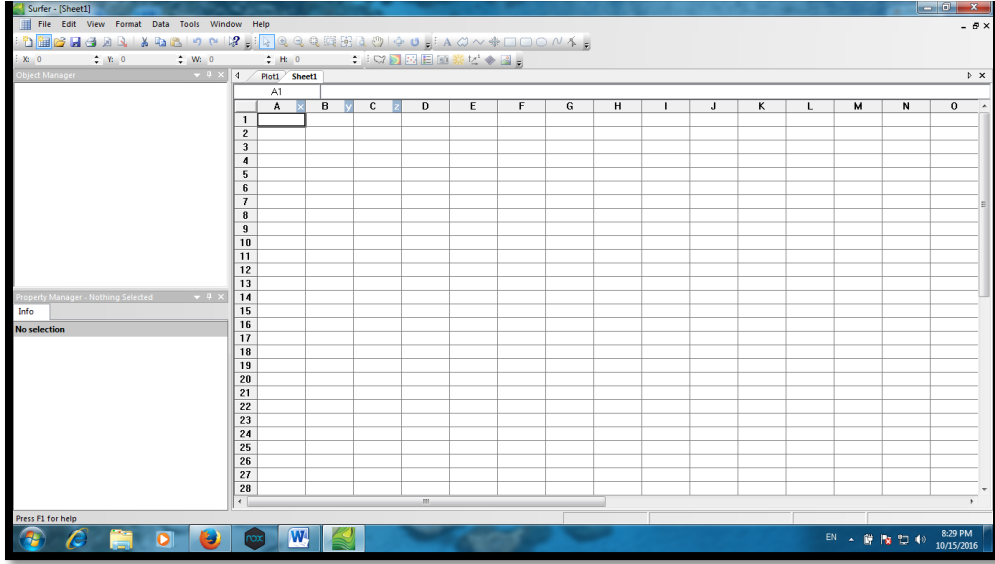 Surfer - [Sheet1]
File Edit View Format Data Tools Window Help
X: 0 Y: 0 W: 0 H: 0
Object Manager
Plot1 Sheet1
A1
A x B y C z D E F G H I J K L M N O
1
2
3
4
5
6
7
8
9
10
11
12
13
14
15
16
17
18
19
20
21
22
23
24
25
26
27
28
Property Manager - Nothing Selected
Info
No selection
Press F1 for help
nox W EN 8:29 PM
10/15/2016